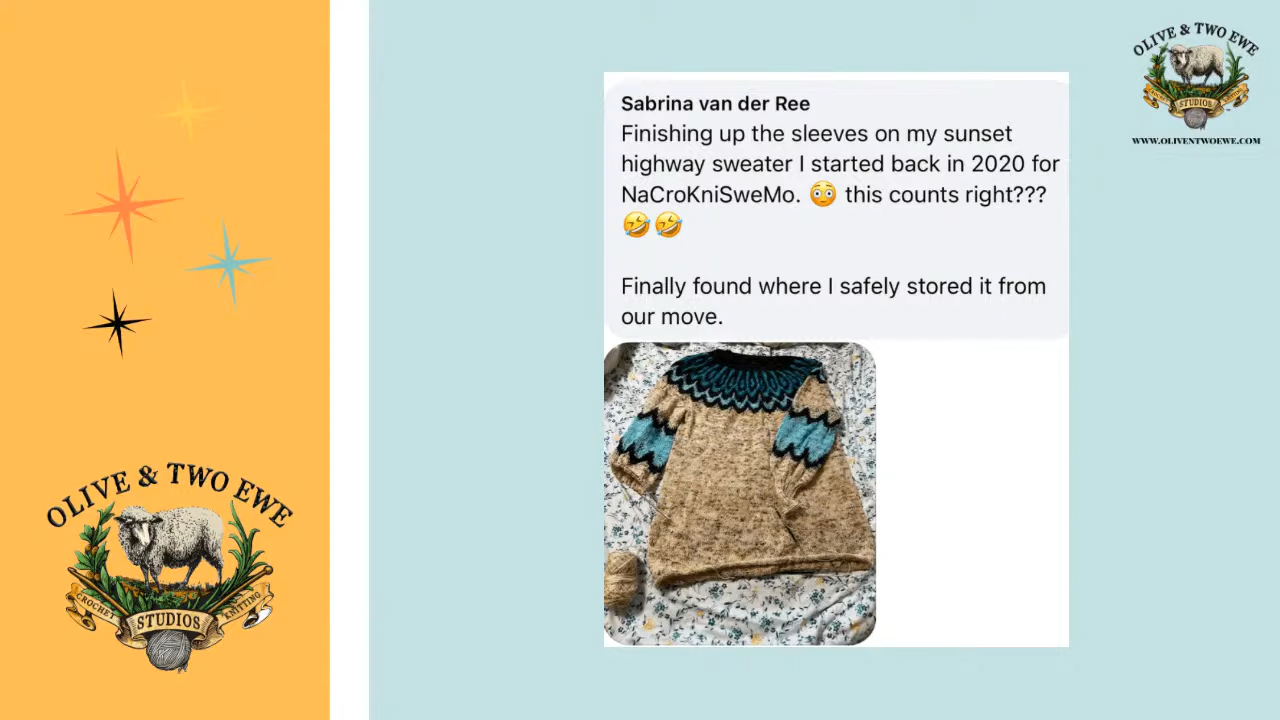 OLIVE & TWO EWE
CROCHET STUDIOS KNITTING
WWW.OLIVENTWOEWE.COM
Sabrina van der Ree
Finishing up the sleeves on my sunset
highway sweater I started back in 2020 for
NaCroKniSweMo. 😳 this counts right???
🤣🤣
Finally found where I safely stored it from
our move.
OLIVE & TWO EWE
CROCHET STUDIOS KNITTING